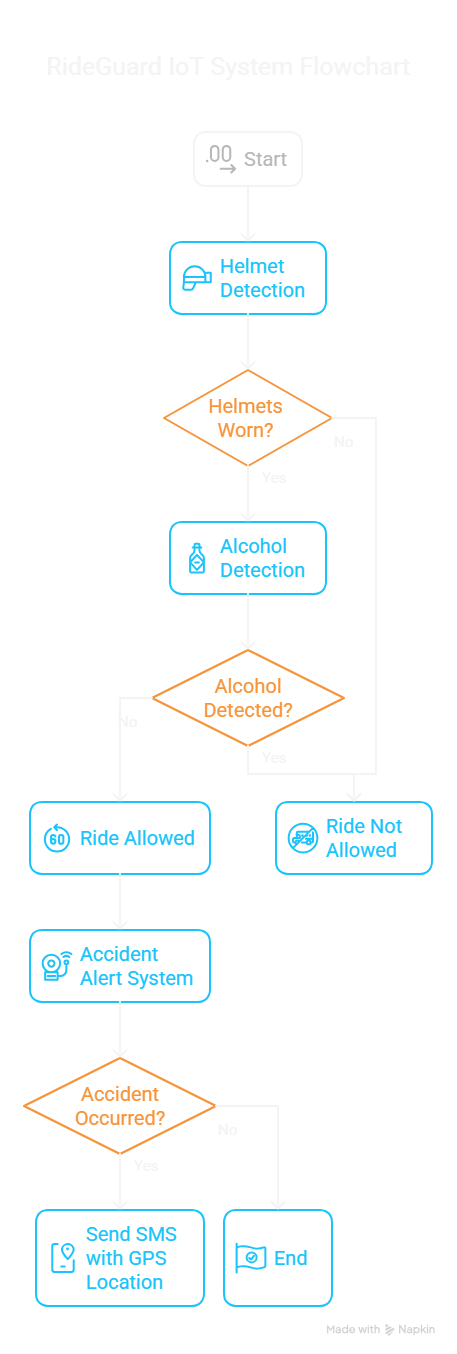 RideGuard IoT System Flowchart
.00
Start
Helmet
Detection
Helmets
Worn?
No
Yes
Alcohol
Detection
Alcohol
Detected?
No
Yes
60
Ride Allowed
Ride Not
Allowed
Accident
Alert System
Accident
Occurred?
No
Yes
Send SMS
with GPS
Location
End
Made with Napkin